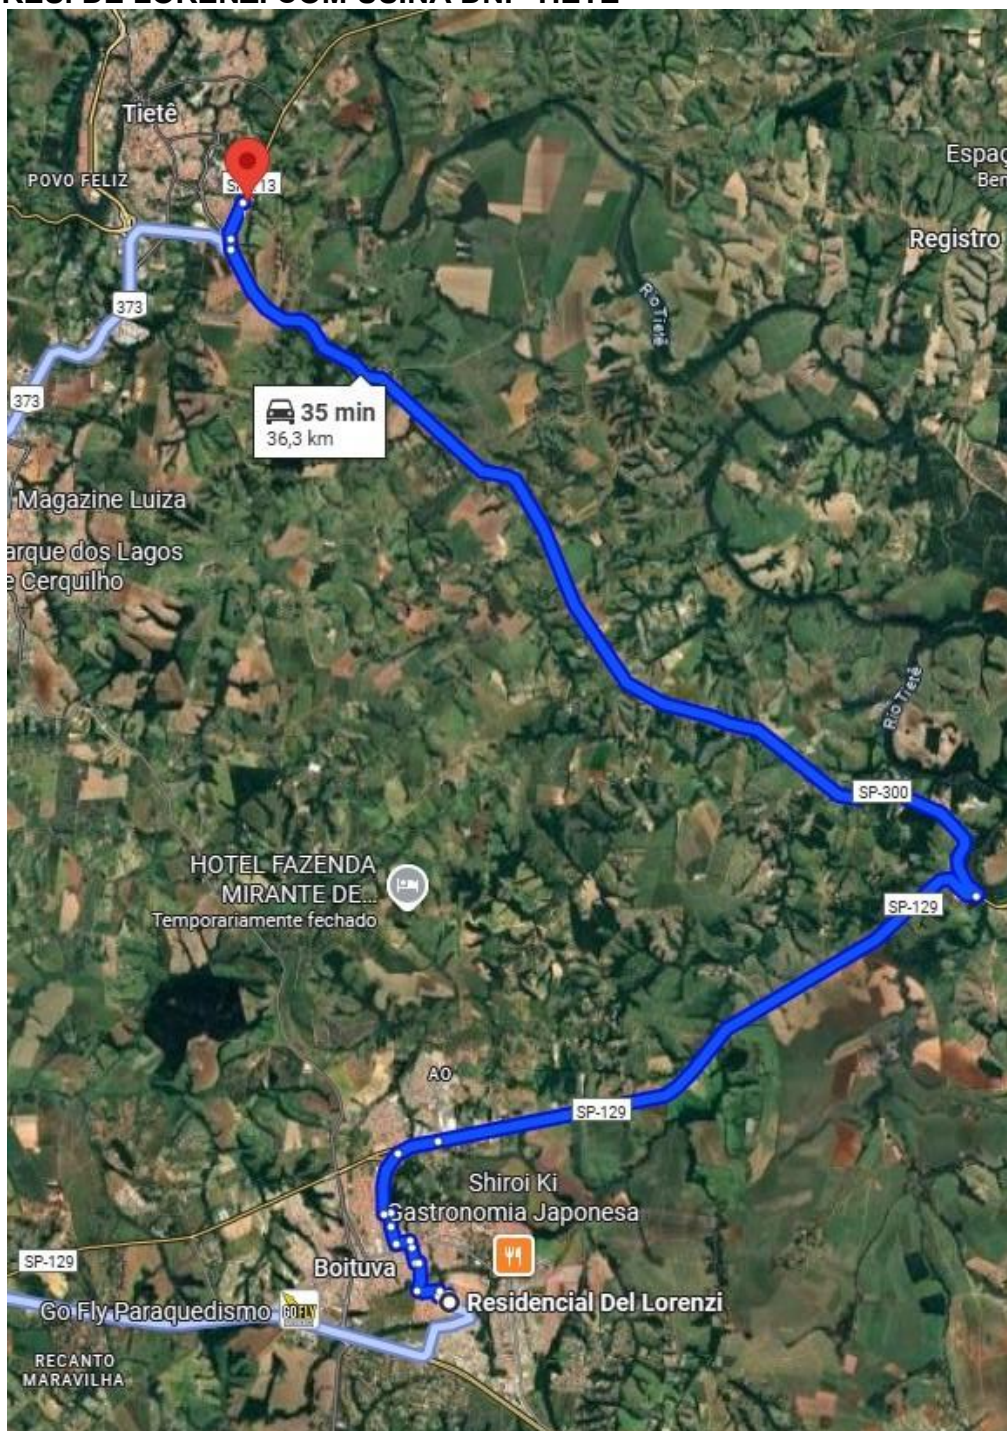 Tietê
POVO FELIZ
Espaç
Ben
Registro
Rio Tietê
373
373
35 min
36,3 km
Magazine Luiza
arque dos Lagos
e Cerquilho
Rio Tietê
SP-300
HOTEL FAZENDA
MIRANTE DE...
Temporariamente fechado
SP-129
AO
SP-129
Shiroi Ki
Gastronomia Japonesa
SP-129
Boituva
Go Fly Paraquedismo
GO FLY
Residencial Del Lorenzi
RECANTO
MARAVILHA